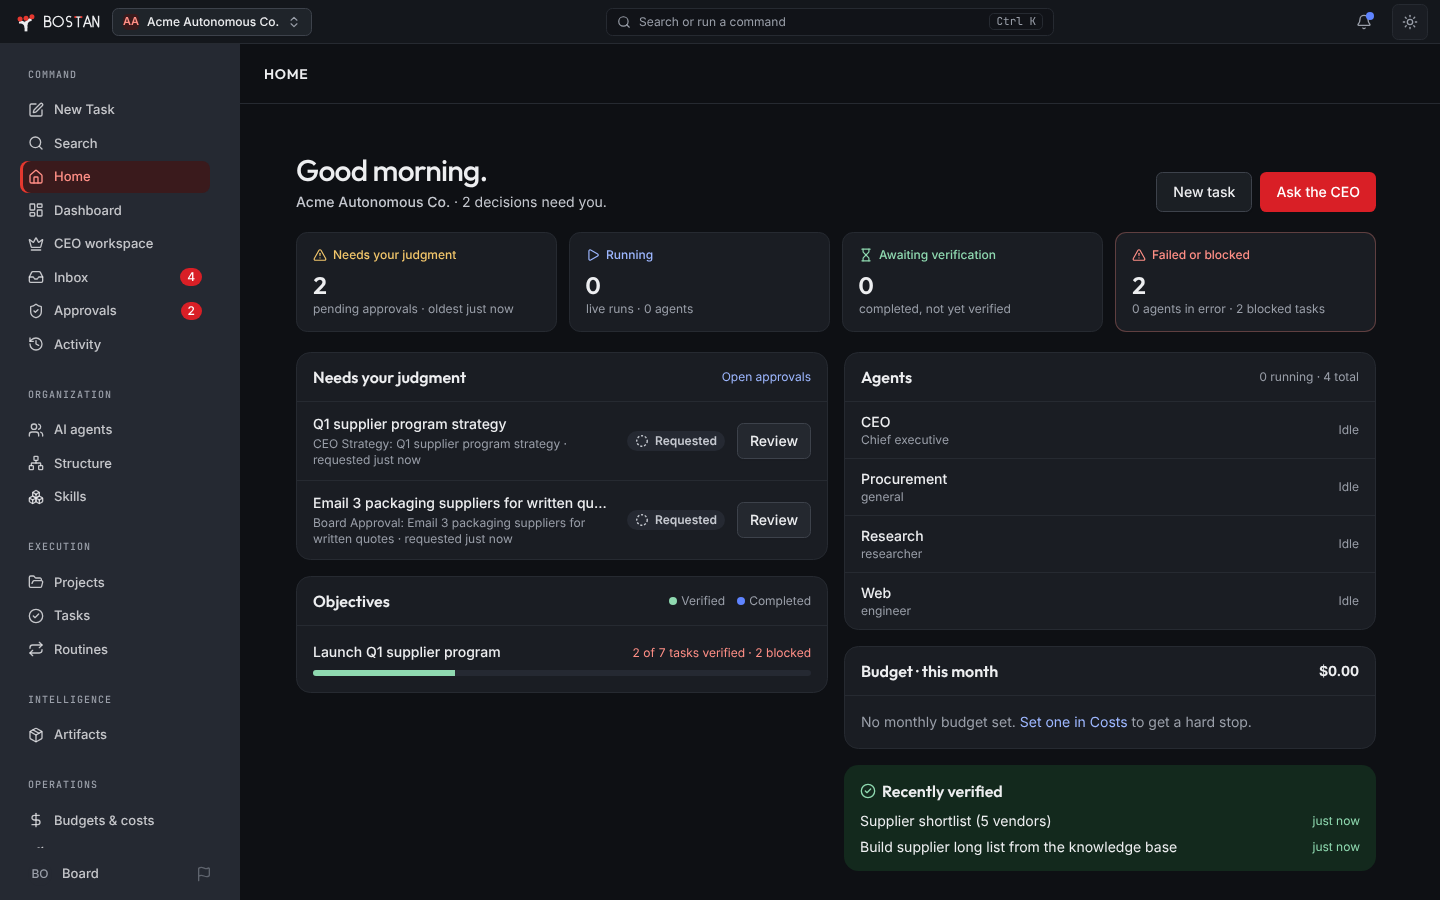 BOSTAN
AA Acme Autonomous Co.
Search or run a command
Ctrl K
COMMAND
New Task
Search
Home
Dashboard
CEO workspace
Inbox 4
Approvals 2
Activity
ORGANIZATION
AI agents
Structure
Skills
EXECUTION
Projects
Tasks
Routines
INTELLIGENCE
Artifacts
OPERATIONS
Budgets & costs
BO Board
HOME
Good morning.
Acme Autonomous Co. · 2 decisions need you.
New task
Ask the CEO
Needs your judgment
2
pending approvals · oldest just now
Running
0
live runs · 0 agents
Awaiting verification
0
completed, not yet verified
Failed or blocked
2
0 agents in error · 2 blocked tasks
Needs your judgment
Open approvals
Q1 supplier program strategy
CEO Strategy: Q1 supplier program strategy ·
requested just now
Requested
Review
Email 3 packaging suppliers for written qu...
Board Approval: Email 3 packaging suppliers for
written quotes · requested just now
Requested
Review
Objectives
Verified
Completed
Launch Q1 supplier program
2 of 7 tasks verified · 2 blocked
Agents
0 running · 4 total
CEO
Chief executive
Idle
Procurement
general
Idle
Research
researcher
Idle
Web
engineer
Idle
Budget · this month
$0.00
No monthly budget set. Set one in Costs to get a hard stop.
Recently verified
Supplier shortlist (5 vendors)
just now
Build supplier long list from the knowledge base
just now